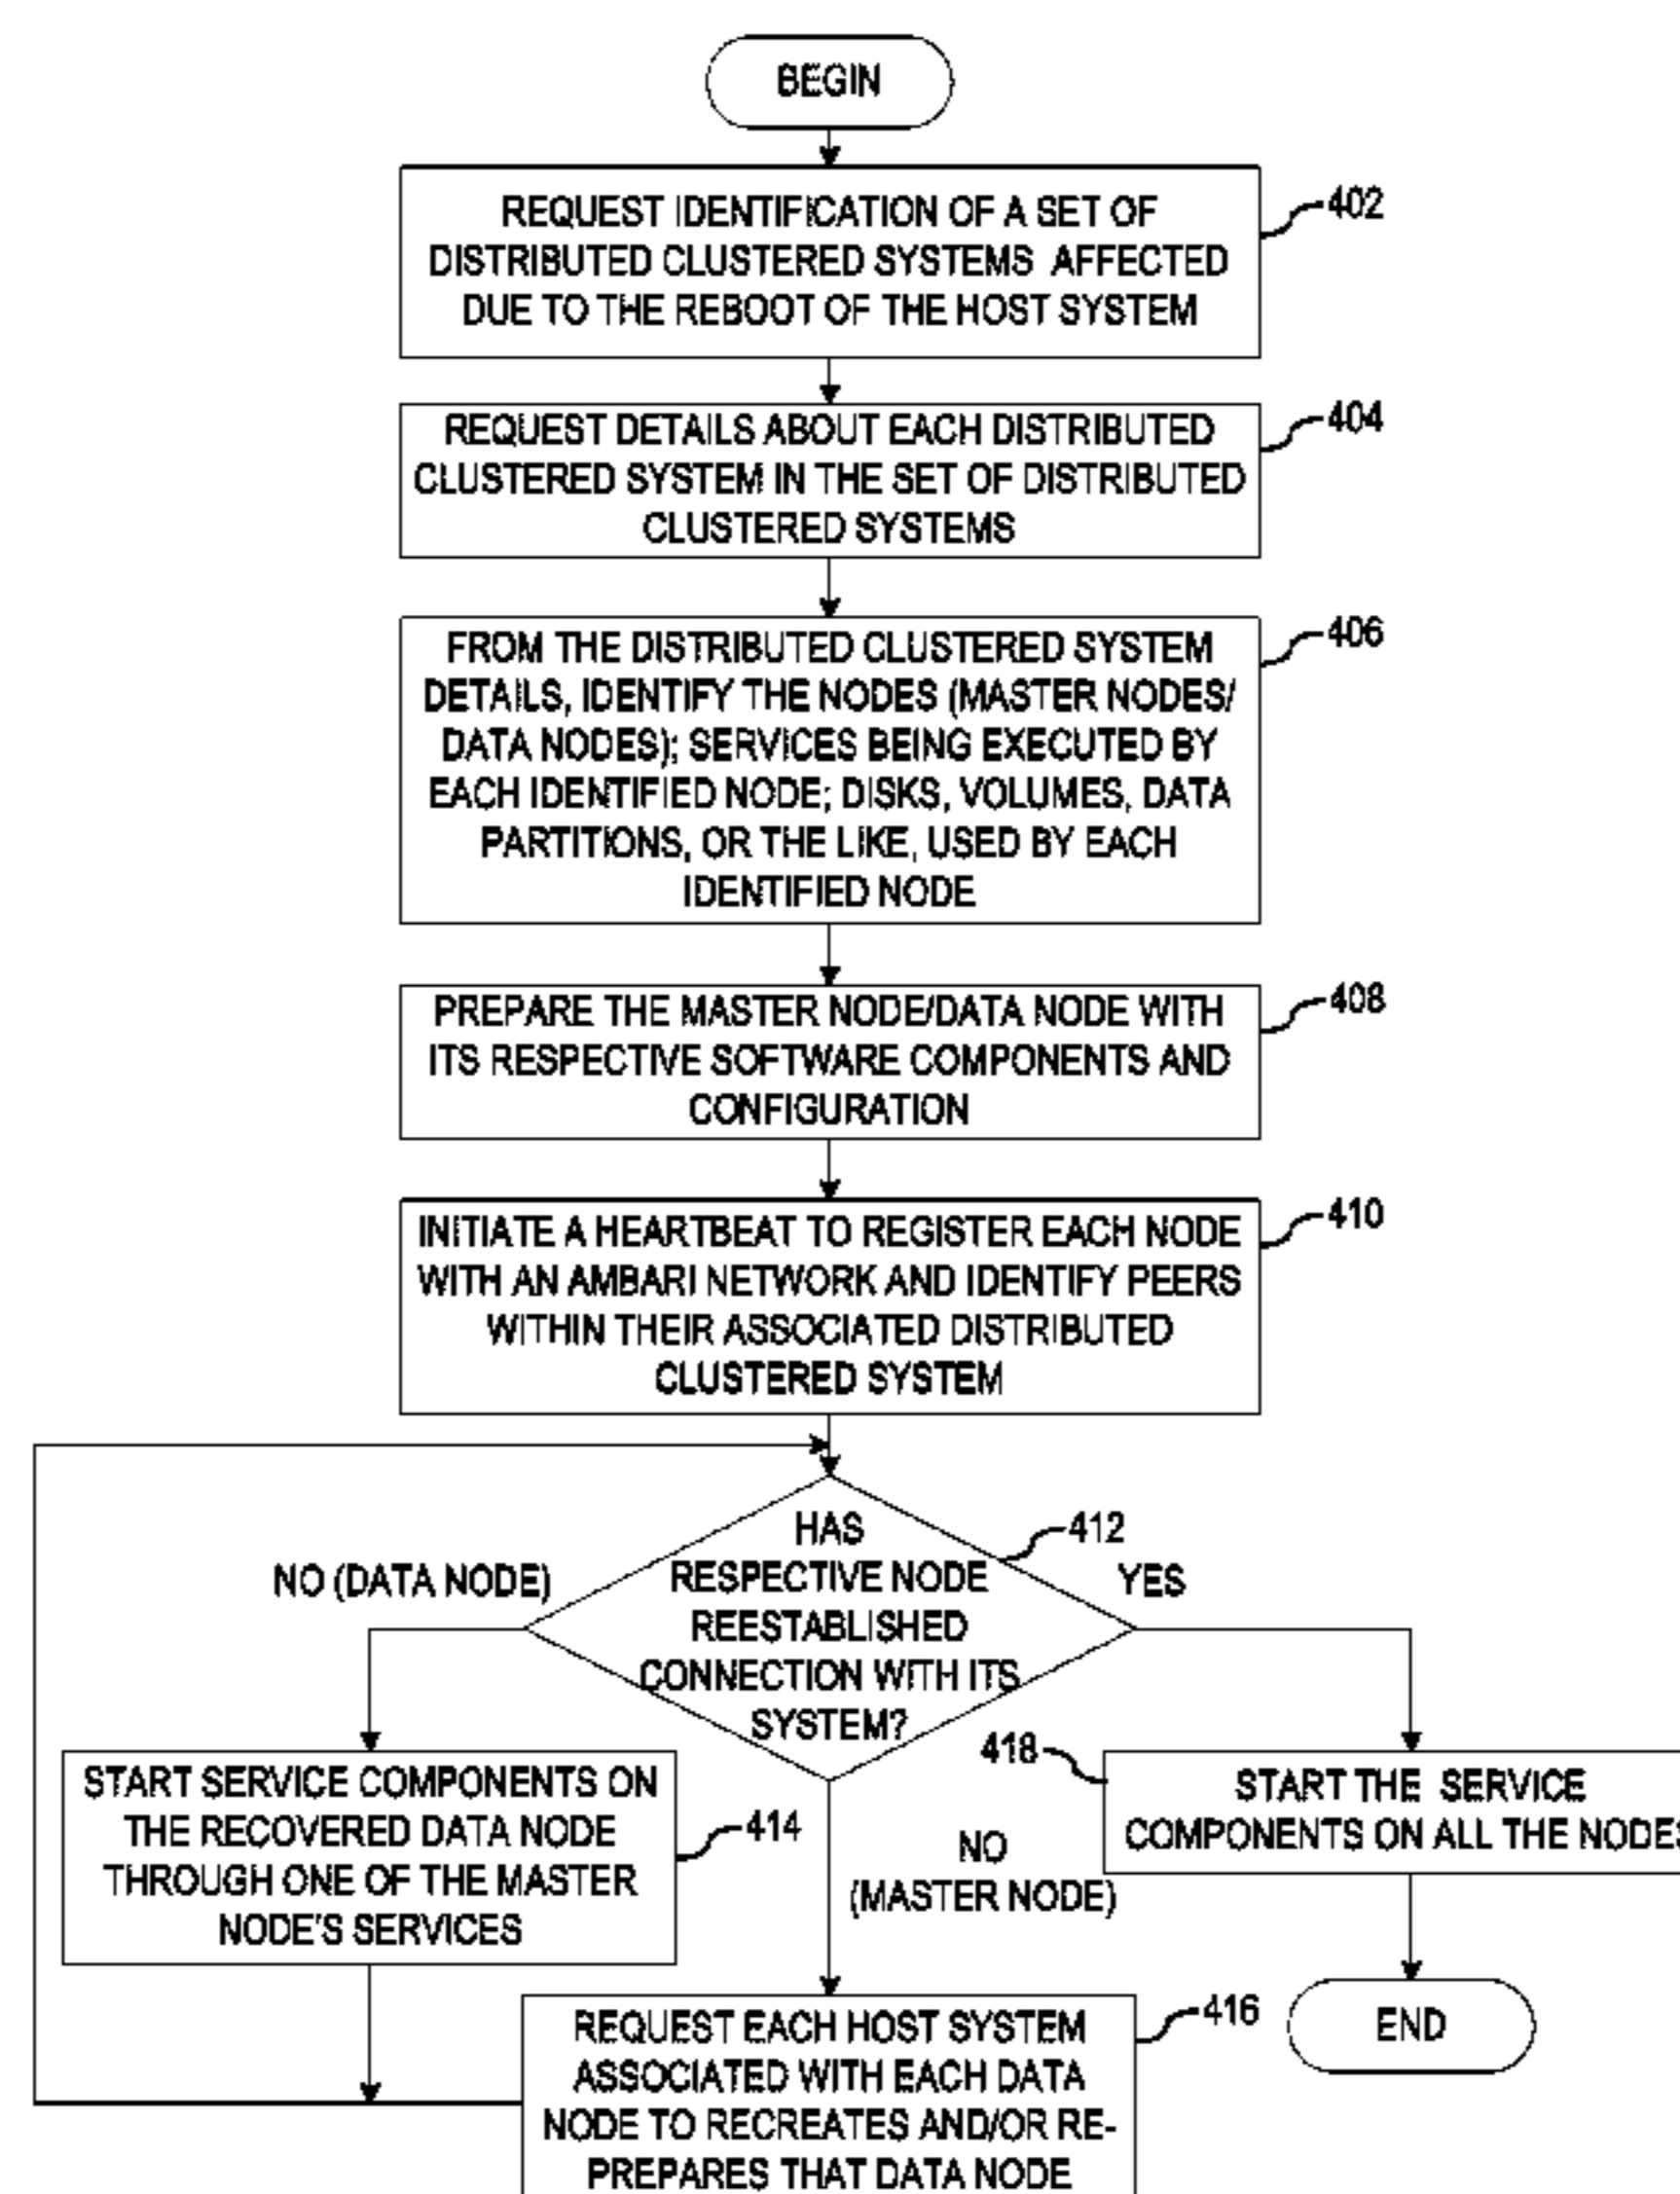 BEGIN
REQUEST IDENTIFICATION OF A SET OF
DISTRIBUTED CLUSTERED SYSTEMS AFFECTED
DUE TO THE REBOOT OF THE HOST SYSTEM
402
REQUEST DETAILS ABOUT EACH DISTRIBUTED
CLUSTERED SYSTEM IN THE SET OF DISTRIBUTED
CLUSTERED SYSTEMS
404
FROM THE DISTRIBUTED CLUSTERED SYSTEM
DETAILS, IDENTIFY THE NODES (MASTER NODES/
DATA NODES); SERVICES BEING EXECUTED BY
EACH IDENTIFIED NODE; DISKS, VOLUMES, DATA
PARTITIONS, OR THE LIKE, USED BY EACH
IDENTIFIED NODE
406
PREPARE THE MASTER NODE/DATA NODE WITH
ITS RESPECTIVE SOFTWARE COMPONENTS AND
CONFIGURATION
408
INITIATE A HEARTBEAT TO REGISTER EACH NODE
WITH AN AMBARI NETWORK AND IDENTIFY PEERS
WITHIN THEIR ASSOCIATED DISTRIBUTED
CLUSTERED SYSTEM
410
HAS
RESPECTIVE NODE
REESTABLISHED
CONNECTION WITH ITS
SYSTEM?
412
NO (DATA NODE)
YES
START SERVICE COMPONENTS ON
THE RECOVERED DATA NODE
THROUGH ONE OF THE MASTER
NODE'S SERVICES
414
NO
(MASTER NODE)
418
START THE SERVICE
COMPONENTS ON ALL THE NODES
REQUEST EACH HOST SYSTEM
ASSOCIATED WITH EACH DATA
NODE TO RECREATES AND/OR RE-
PREPARES THAT DATA NODE
416
END